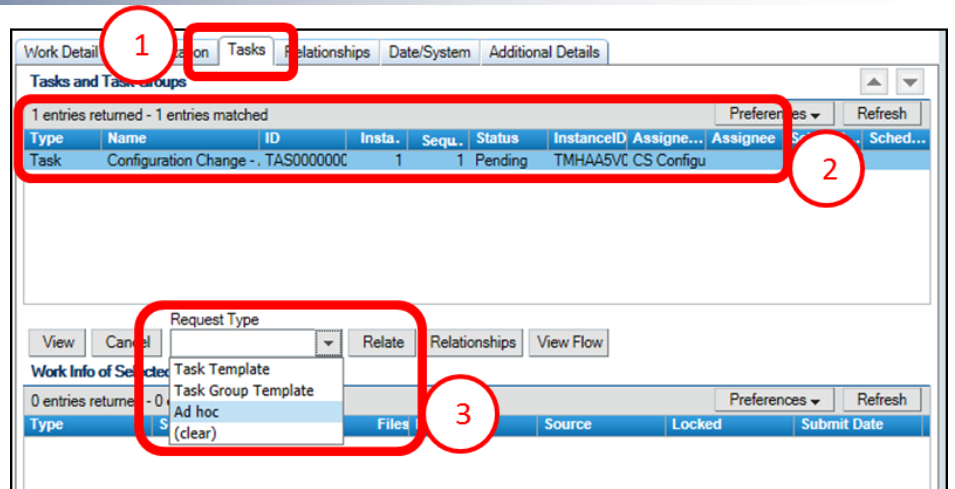 1
Work Detail ation Tasks Relationships Date/System Additional Details
Tasks and Task Groups
1 entries returned - 1 entries matched Preferences Refresh
Type Name ID Insta.. Sequ.. Status InstanceID Assigne... Assignee Sched...
Task Configuration Change - . TAS0000000 1 1 Pending TMHAA5V0 CS Configu
2
Request Type
View Cancel Relate Relationships View Flow
Work Info of Selected
Task Template
Task Group Template
0 entries returned - 0 Preferences Refresh
Ad hoc
Type Files Source Locked Submit Date
(clear)
3